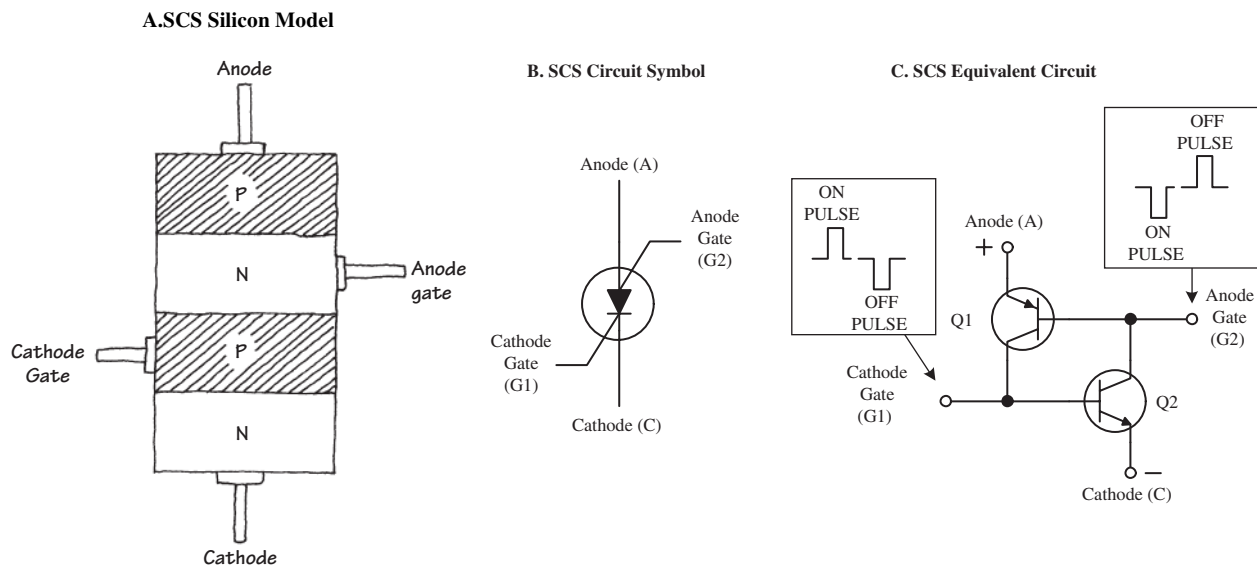 A.SCS Silicon Model
Anode
P
N
Anode
gate
P
Cathode
Gate
N
Cathode
B. SCS Circuit Symbol
Anode (A)
Anode
Gate
(G2)
Cathode
Gate
(G1)
Cathode (C)
C. SCS Equivalent Circuit
OFF
PULSE
ON
PULSE
ON
PULSE
OFF
PULSE
Anode (A)
+
Q1
Anode
Gate
(G2)
Cathode
Gate
(G1)
Q2
−
Cathode (C)